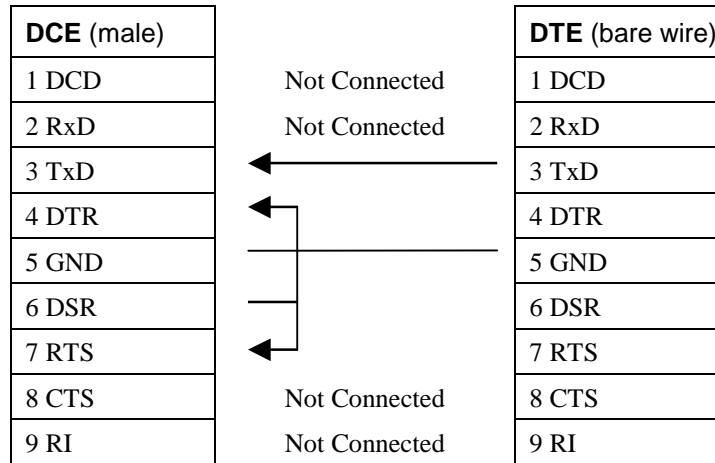 DCE (male) DTE (bare wire)
1 DCD Not Connected 1 DCD
2 RxD Not Connected 2 RxD
3 TxD 3 TxD
4 DTR 4 DTR
5 GND 5 GND
6 DSR 6 DSR
7 RTS 7 RTS
8 CTS Not Connected 8 CTS
9 RI Not Connected 9 RI